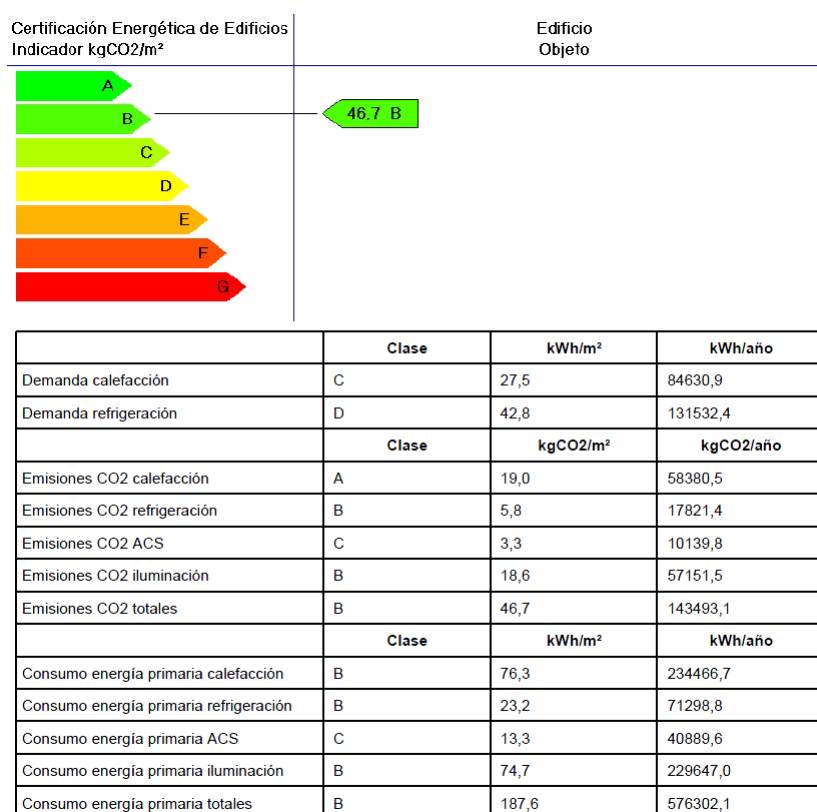 Certificación Energética de Edificios
Indicador kgCO2/m²
Edificio
Objeto
A
B
46,7 B
C
D
E
F
G
Clase kWh/m² kWh/año
Demanda calefacción C 27,5 84630,9
Demanda refrigeración D 42,8 131532,4
Clase kgCO2/m² kgCO2/año
Emisiones CO2 calefacción A 19,0 58380,5
Emisiones CO2 refrigeración B 5,8 17821,4
Emisiones CO2 ACS C 3,3 10139,8
Emisiones CO2 iluminación B 18,6 57151,5
Emisiones CO2 totales B 46,7 143493,1
Clase kWh/m² kWh/año
Consumo energía primaria calefacción B 76,3 234466,7
Consumo energía primaria refrigeración B 23,2 71298,8
Consumo energía primaria ACS C 13,3 40889,6
Consumo energía primaria iluminación B 74,7 229647,0
Consumo energía primaria totales B 187,6 576302,1